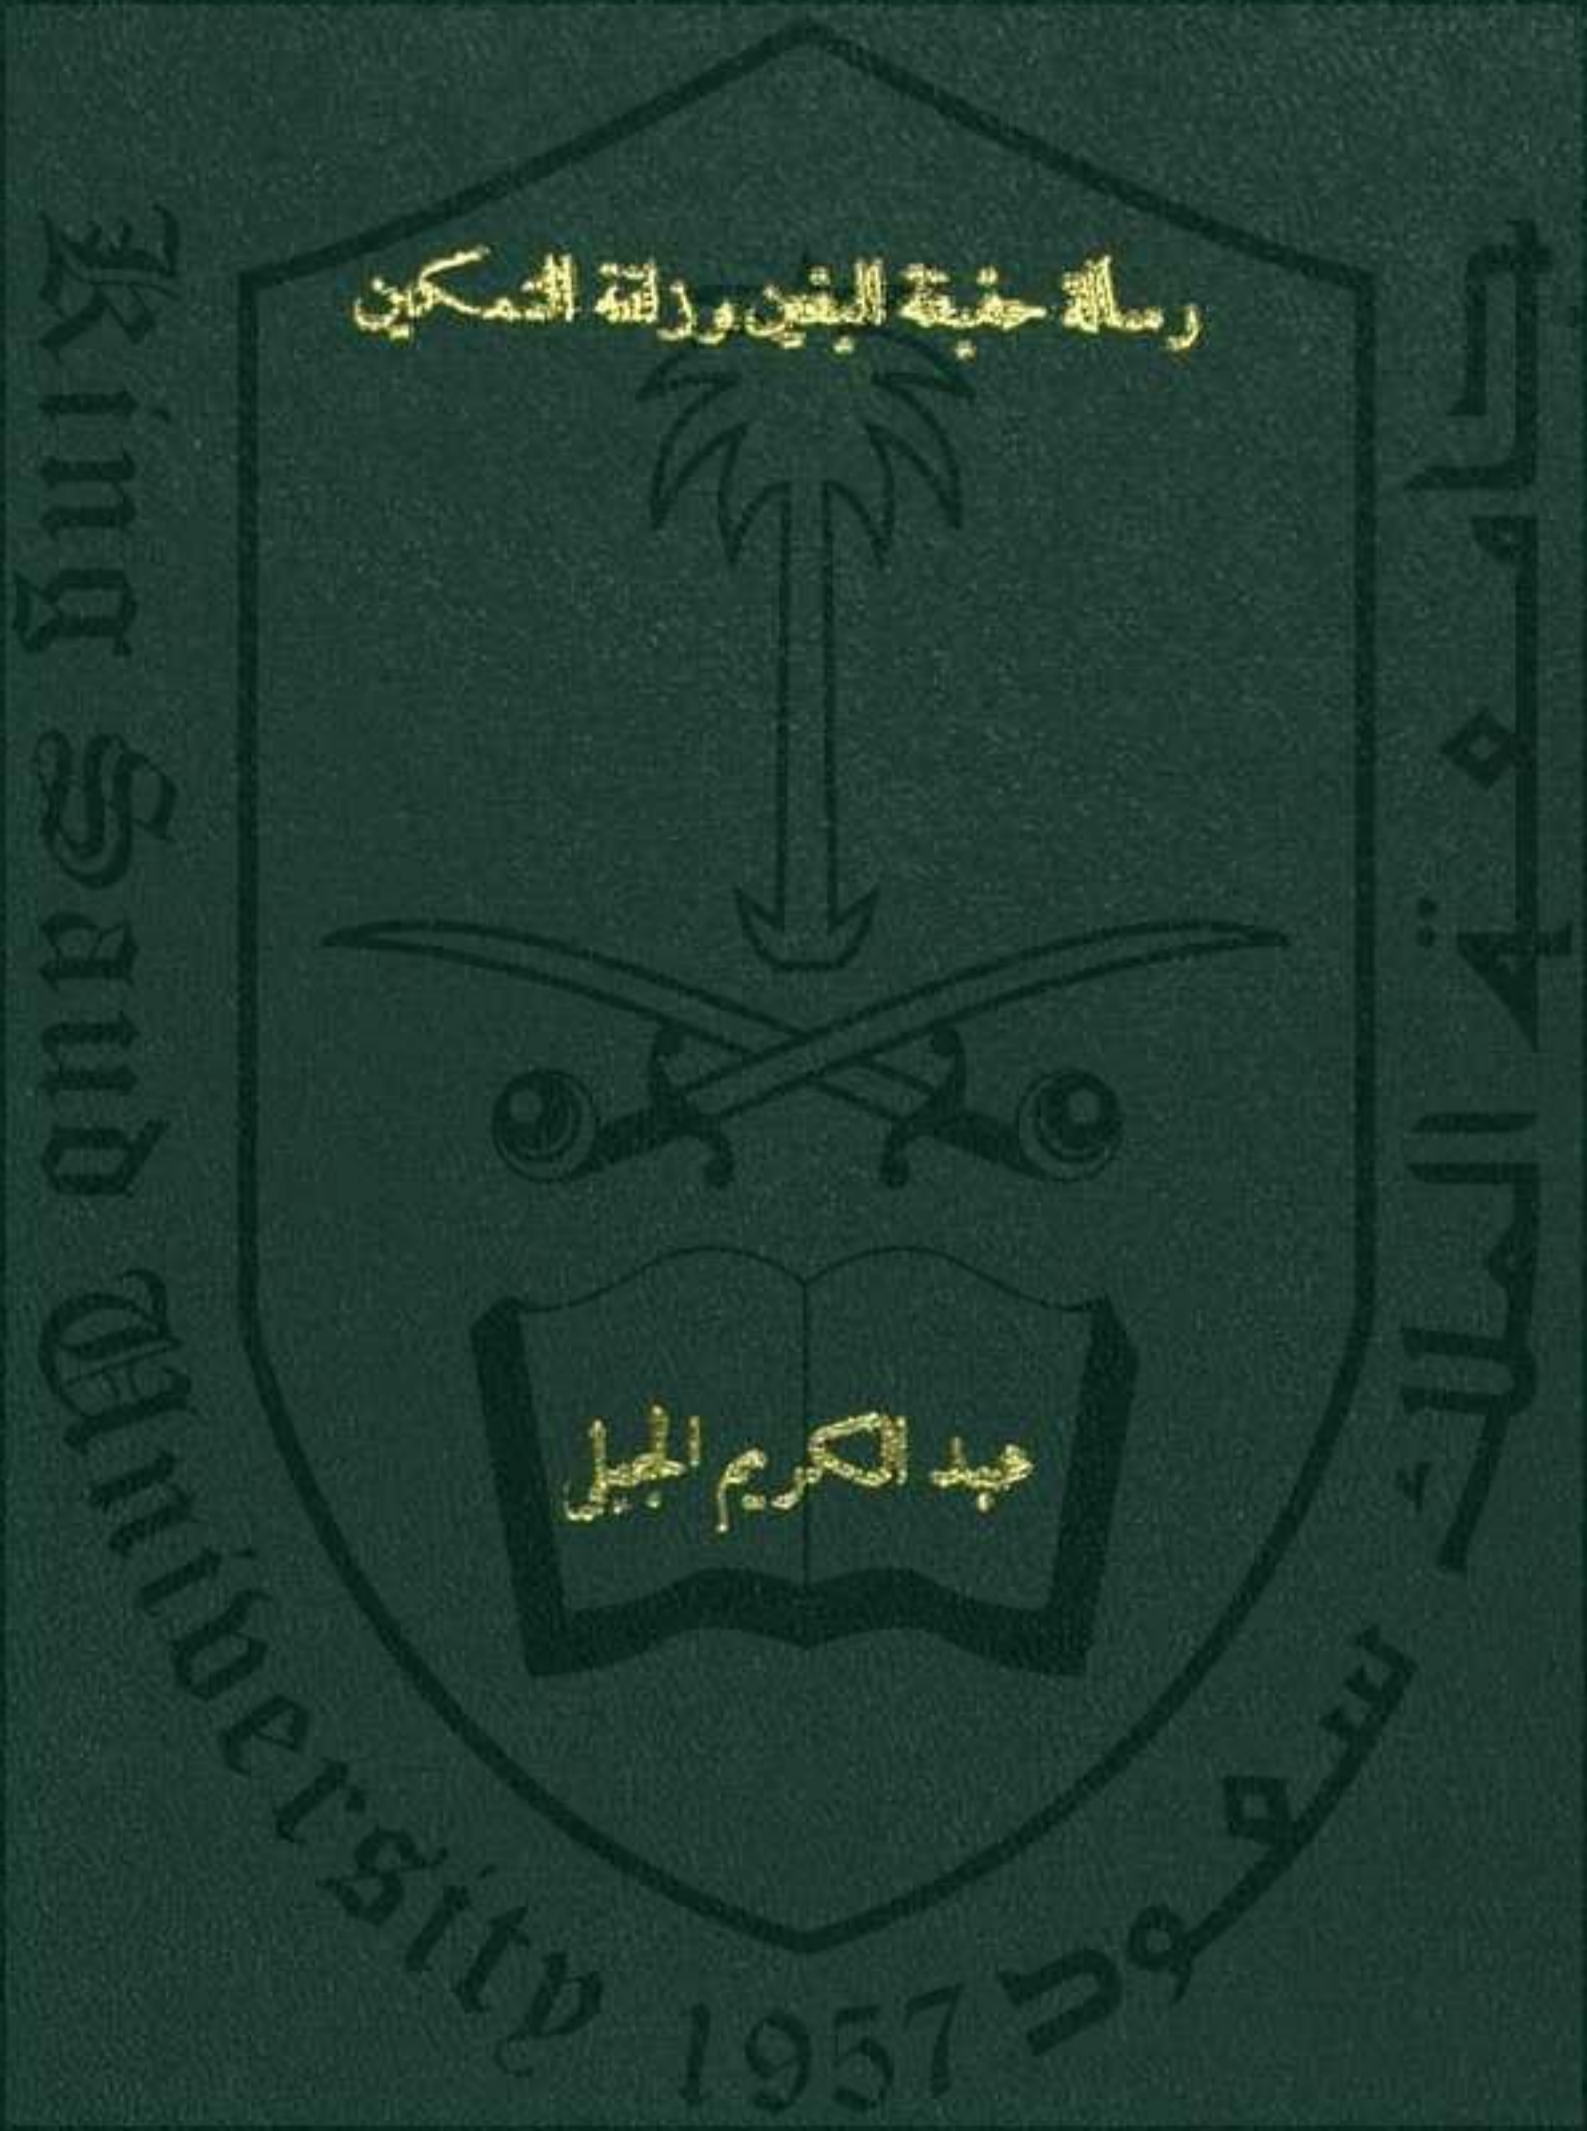 رسالة حقيقة اليقين وزلفة التمكين
عبد الكريم الجيلي
King Saud University 1957
جامعة الملك سعود